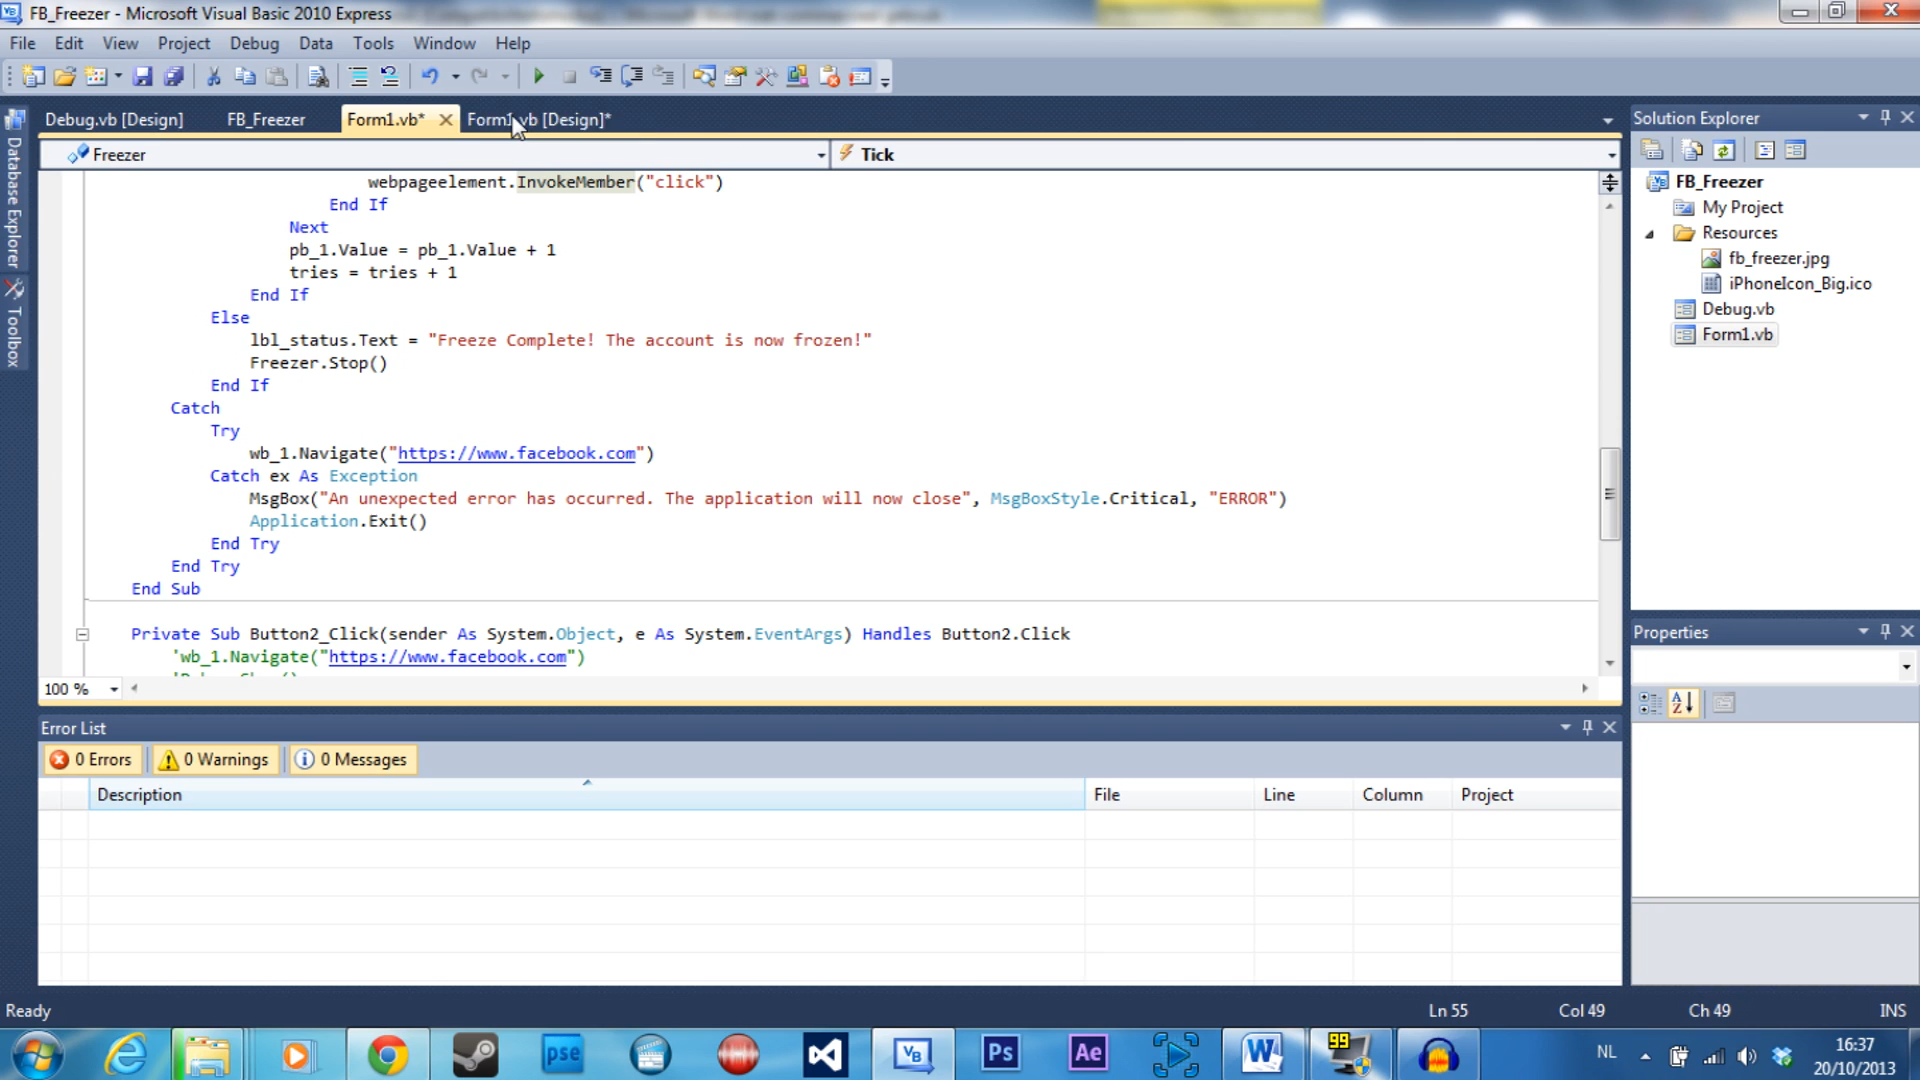 FB_Freezer - Microsoft Visual Basic 2010 Express
File Edit View Project Debug Data Tools Window Help
Debug.vb [Design] FB_Freezer Form1.vb* Form1.vb [Design]*
Freezer Tick
webpageelement.InvokeMember("click")
End If
Next
pb_1.Value = pb_1.Value + 1
tries = tries + 1
End If
Else
lbl_status.Text = "Freeze Complete! The account is now frozen!"
Freezer.Stop()
End If
Catch
Try
wb_1.Navigate("https://www.facebook.com")
Catch ex As Exception
MsgBox("An unexpected error has occurred. The application will now close", MsgBoxStyle.Critical, "ERROR")
Application.Exit()
End Try
End Try
End Sub
Private Sub Button2_Click(sender As System.Object, e As System.EventArgs) Handles Button2.Click
'wb_1.Navigate("https://www.facebook.com")
100 %
Database Explorer
Toolbox
Solution Explorer
FB_Freezer
My Project
Resources
fb_freezer.jpg
iPhoneIcon_Big.ico
Debug.vb
Form1.vb
Properties
Error List
0 Errors 0 Warnings 0 Messages
Description File Line Column Project
Ready Ln 55 Col 49 Ch 49 INS
pse VB Ps Ae W 99
NL 16:37
20/10/2013